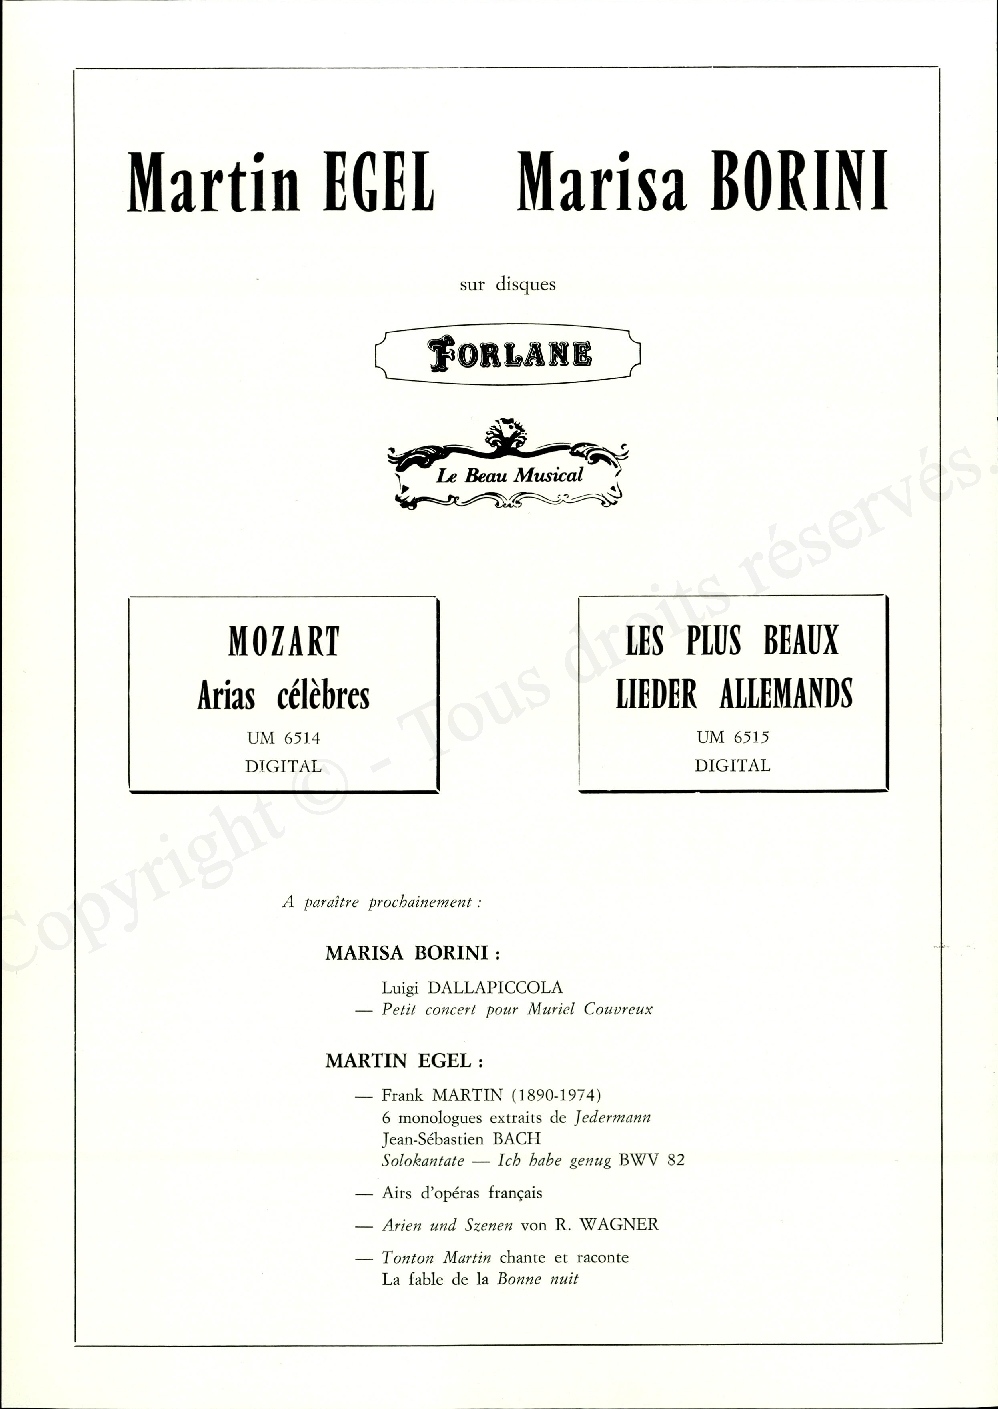 Martin EGEL Marisa BORINI
sur disques
FORLANE
Le Beau Musical
MOZART
Arias célèbres
UM 6514
DIGITAL
LES PLUS BEAUX
LIEDER ALLEMANDS
UM 6515
DIGITAL
A paraître prochainement :
MARISA BORINI :
Luigi DALLAPICCOLA
— Petit concert pour Muriel Couvreux
MARTIN EGEL :
— Frank MARTIN (1890-1974)
6 monologues extraits de Jedermann
Jean-Sébastien BACH
Solokantate — Ich habe genug BWV 82
— Airs d'opéras français
— Arien und Szenen von R. WAGNER
— Tonton Martin chante et raconte
La fable de la Bonne nuit
Copyright © - Tous droits réservés.